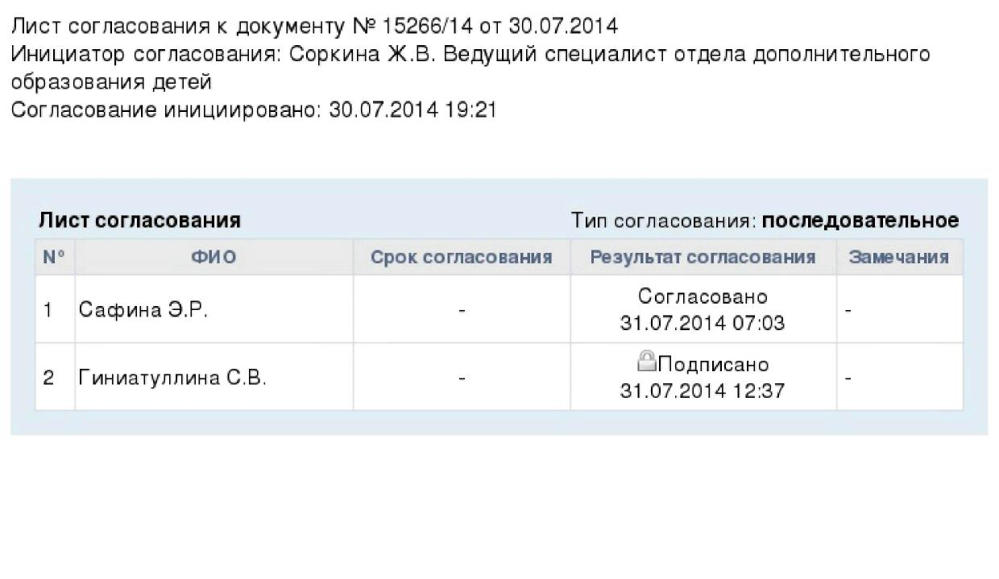 Лист согласования к документу № 15266/14 от 30.07.2014
Инициатор согласования: Соркина Ж.В. Ведущий специалист отдела дополнительного
образования детей
Согласование инициировано: 30.07.2014 19:21
Лист согласования Тип согласования: последовательное
N° ФИО Срок согласования Результат согласования Замечания
1 Сафина Э.Р. - Согласовано 31.07.2014 07:03 -
2 Гиниатуллина С.В. - Подписано 31.07.2014 12:37 -